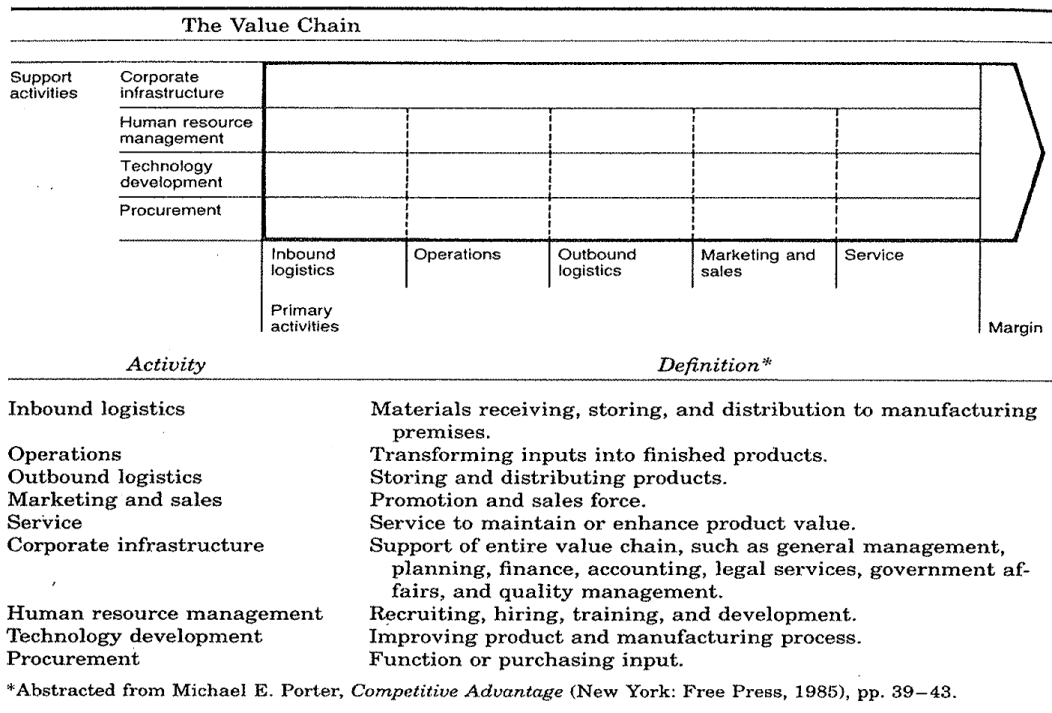 The Value Chain
Support activities
Corporate infrastructure
Human resource management
Technology development
Procurement
Inbound logistics
Operations
Outbound logistics
Marketing and sales
Service
Primary activities
Margin
Activity Definition*
Inbound logistics Materials receiving, storing, and distribution to manufacturing
premises.
Operations Transforming inputs into finished products.
Outbound logistics Storing and distributing products.
Marketing and sales Promotion and sales force.
Service Service to maintain or enhance product value.
Corporate infrastructure Support of entire value chain, such as general management,
planning, finance, accounting, legal services, government af-
fairs, and quality management.
Human resource management Recruiting, hiring, training, and development.
Technology development Improving product and manufacturing process.
Procurement Function or purchasing input.
*Abstracted from Michael E. Porter, Competitive Advantage (New York: Free Press, 1985), pp. 39–43.